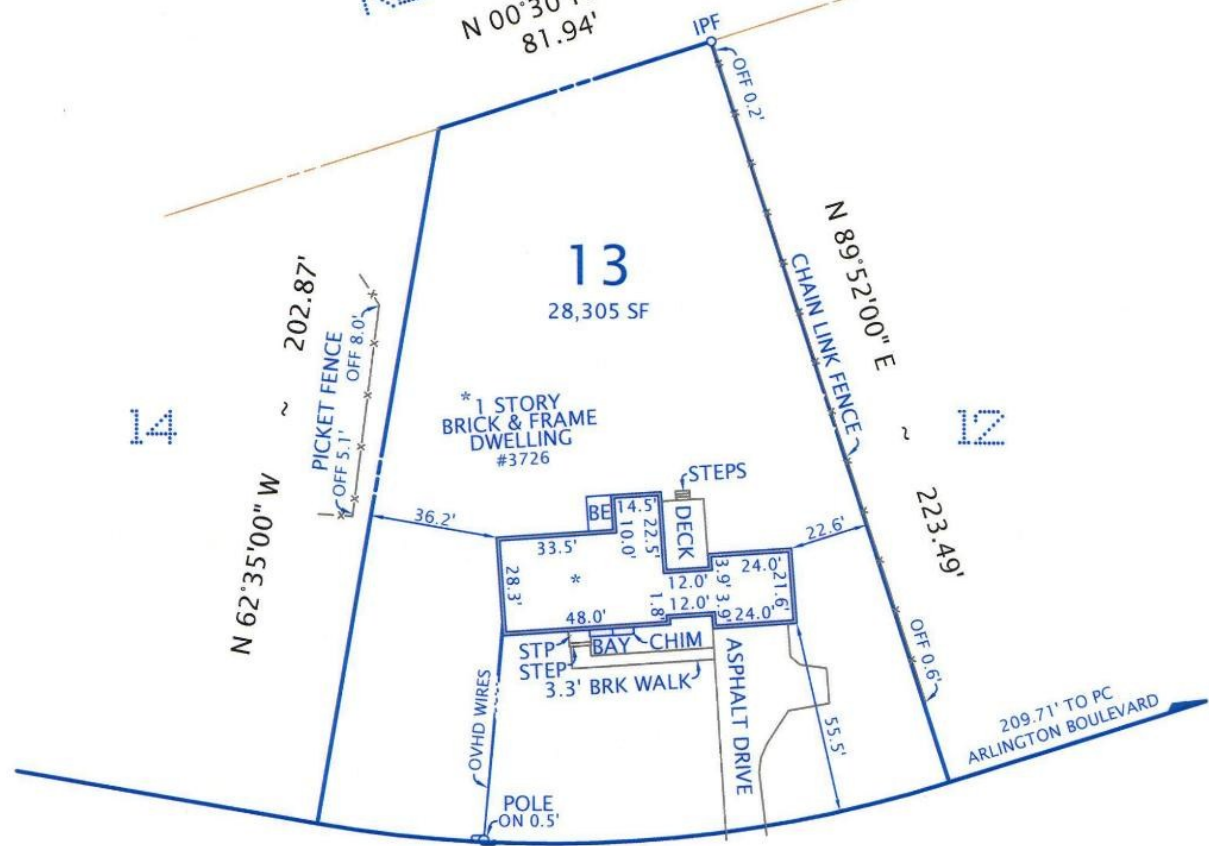 81.94'
IPF
OFF 0.2'
N 89°52'00" E
~
223.49'
CHAIN LINK FENCE
OFF 0.6'
202.87'
~
N 62°35'00" W
PICKET FENCE
OFF 8.0'
OFF 5.1'
13
28,305 SF
14
12
*1 STORY
BRICK & FRAME
DWELLING
#3726
STEPS
36.2'
BE
14.5'
10.0'
22.5'
DECK
22.6'
33.5'
28.3'
*
48.0'
12.0'
12.0'
1.8'
3.9'
3.9'
24.0'
21.6'
24.0'
STP
BAY
CHIM
STEP
3.3' BRK WALK
ASPHALT DRIVE
OVHD WIRES
55.5'
POLE
ON 0.5'
209.71' TO PC
ARLINGTON BOULEVARD